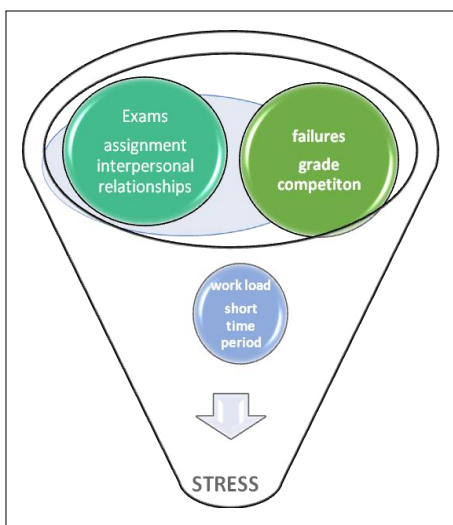 Exams
assignment
interpersonal
relationships
failures
grade
competiton
work load
short
time
period
STRESS